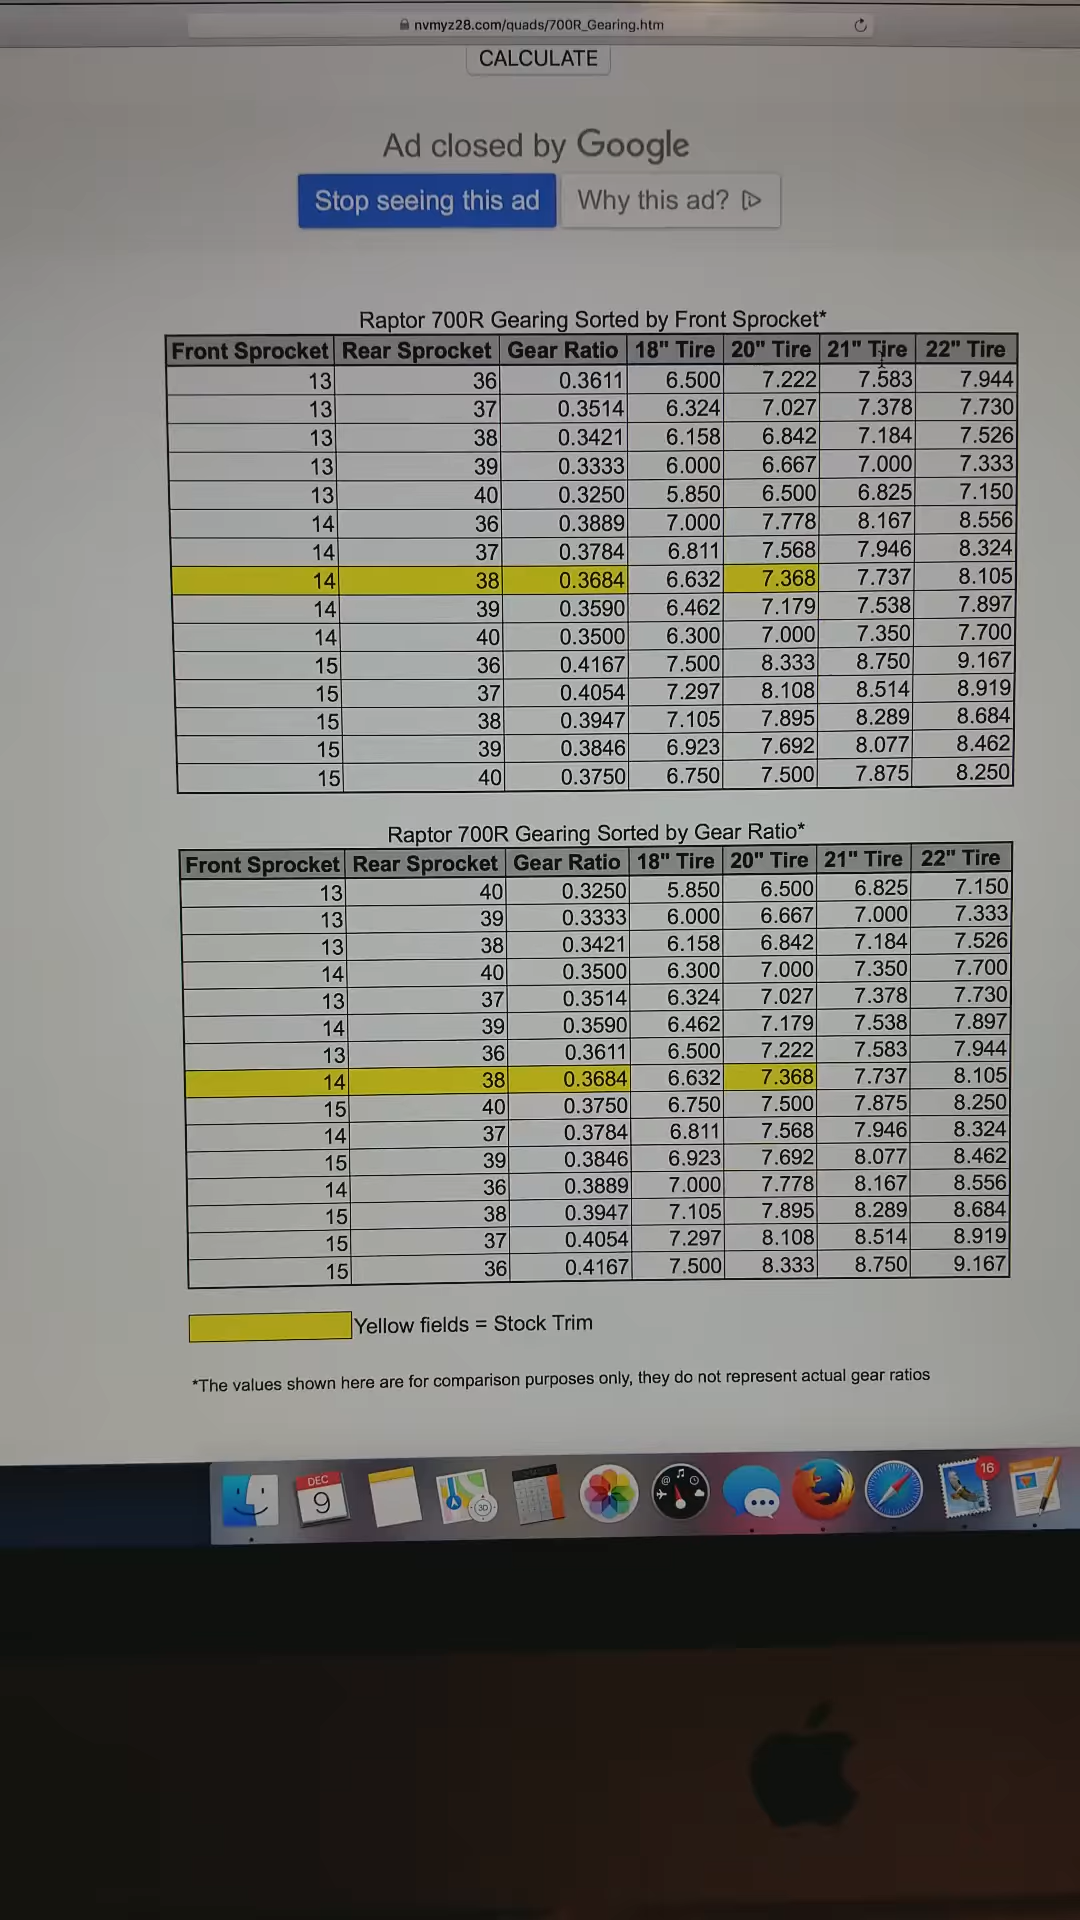 nvmyz28.com/quads/700R_Gearing.htm
CALCULATE
Ad closed by Google
Stop seeing this ad Why this ad?
Raptor 700R Gearing Sorted by Front Sprocket*
Front Sprocket Rear Sprocket Gear Ratio 18" Tire 20" Tire 21" Tire 22" Tire
13 36 0.3611 6.500 7.222 7.583 7.944
13 37 0.3514 6.324 7.027 7.378 7.730
13 38 0.3421 6.158 6.842 7.184 7.526
13 39 0.3333 6.000 6.667 7.000 7.333
13 40 0.3250 5.850 6.500 6.825 7.150
14 36 0.3889 7.000 7.778 8.167 8.556
14 37 0.3784 6.811 7.568 7.946 8.324
14 38 0.3684 6.632 7.368 7.737 8.105
14 39 0.3590 6.462 7.179 7.538 7.897
14 40 0.3500 6.300 7.000 7.350 7.700
15 36 0.4167 7.500 8.333 8.750 9.167
15 37 0.4054 7.297 8.108 8.514 8.919
15 38 0.3947 7.105 7.895 8.289 8.684
15 39 0.3846 6.923 7.692 8.077 8.462
15 40 0.3750 6.750 7.500 7.875 8.250
Raptor 700R Gearing Sorted by Gear Ratio*
Front Sprocket Rear Sprocket Gear Ratio 18" Tire 20" Tire 21" Tire 22" Tire
13 40 0.3250 5.850 6.500 6.825 7.150
13 39 0.3333 6.000 6.667 7.000 7.333
13 38 0.3421 6.158 6.842 7.184 7.526
14 40 0.3500 6.300 7.000 7.350 7.700
13 37 0.3514 6.324 7.027 7.378 7.730
14 39 0.3590 6.462 7.179 7.538 7.897
13 36 0.3611 6.500 7.222 7.583 7.944
14 38 0.3684 6.632 7.368 7.737 8.105
15 40 0.3750 6.750 7.500 7.875 8.250
14 37 0.3784 6.811 7.568 7.946 8.324
15 39 0.3846 6.923 7.692 8.077 8.462
14 36 0.3889 7.000 7.778 8.167 8.556
15 38 0.3947 7.105 7.895 8.289 8.684
15 37 0.4054 7.297 8.108 8.514 8.919
15 36 0.4167 7.500 8.333 8.750 9.167
Yellow fields = Stock Trim
*The values shown here are for comparison purposes only, they do not represent actual gear ratios
DEC
9
3D
16